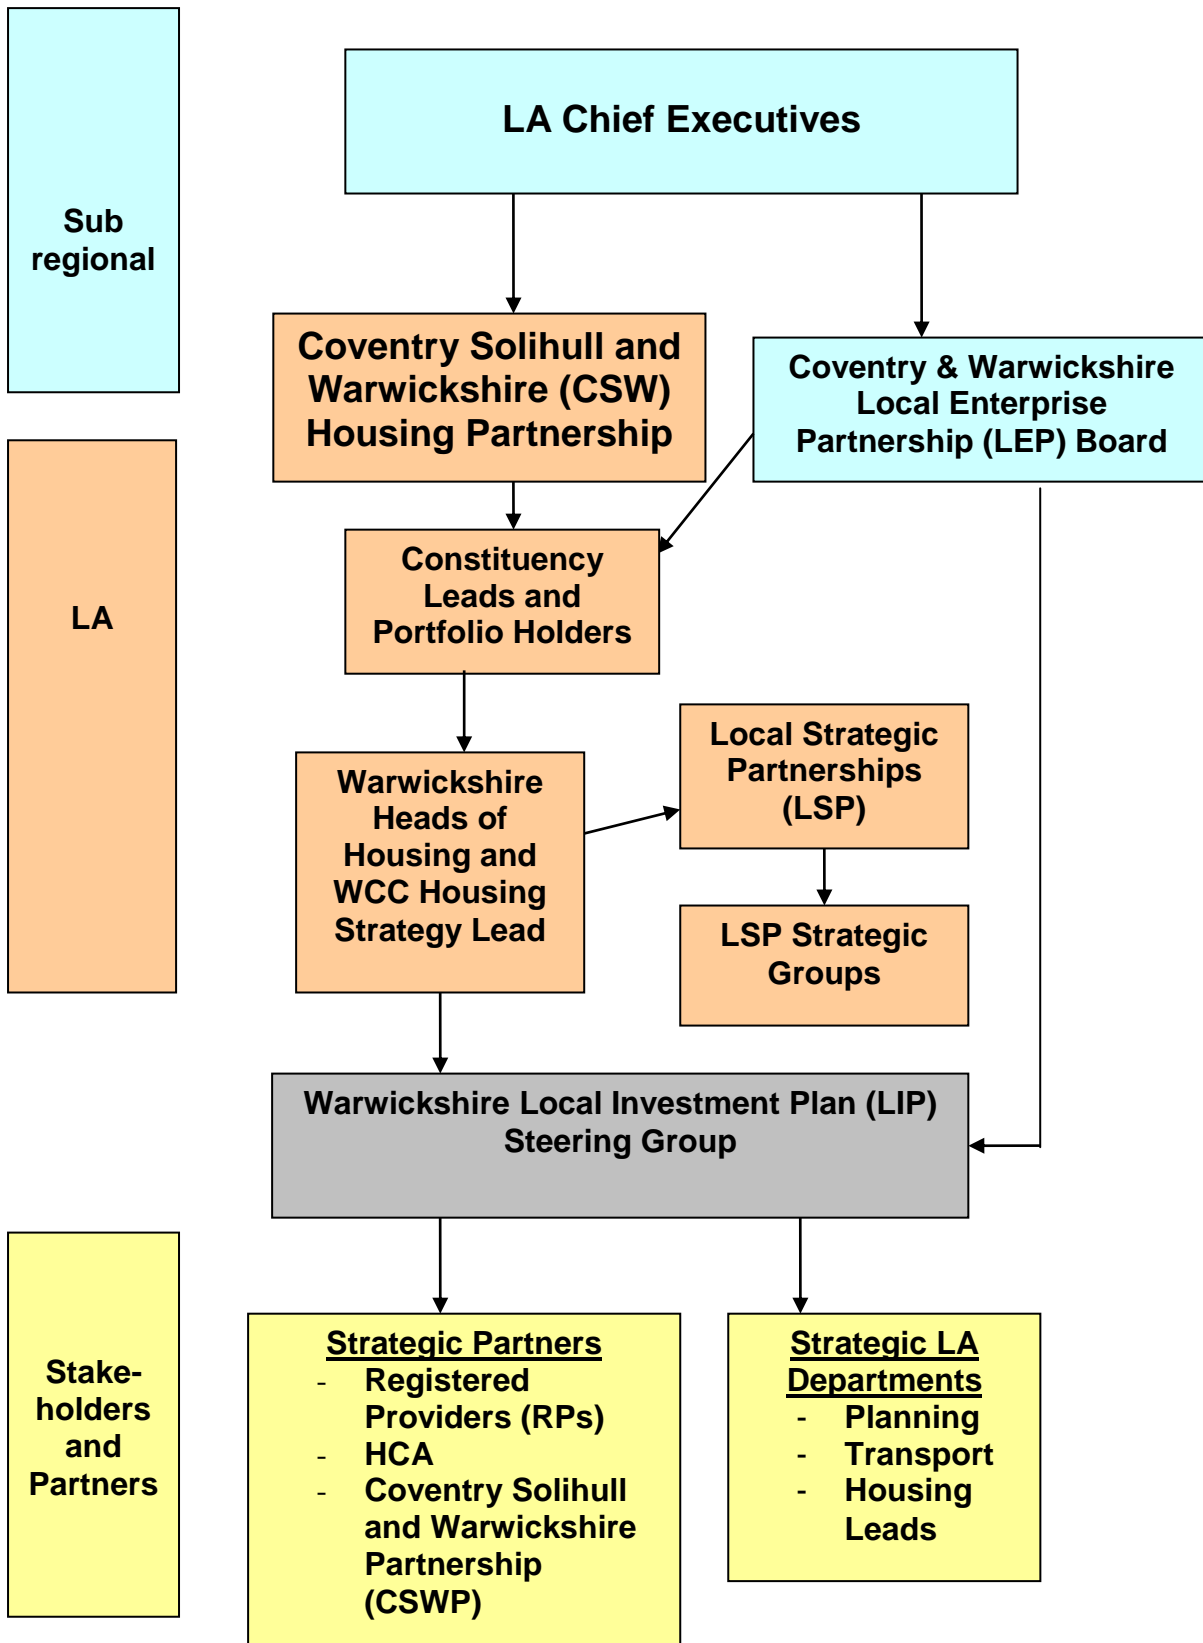 LA Chief Executives
Sub
regional
Coventry Solihull and
Warwickshire (CSW)
Housing Partnership
Coventry & Warwickshire
Local Enterprise
Partnership (LEP) Board
LA
Constituency
Leads and
Portfolio Holders
Warwickshire
Heads of
Housing and
WCC Housing
Strategy Lead
Local Strategic
Partnerships
(LSP)
LSP Strategic
Groups
Warwickshire Local Investment Plan (LIP)
Steering Group
Stake-
holders
and
Partners
Strategic Partners
- Registered
Providers (RPs)
- HCA
- Coventry Solihull
and Warwickshire
Partnership
(CSWP)
Strategic LA
Departments
- Planning
- Transport
- Housing
Leads